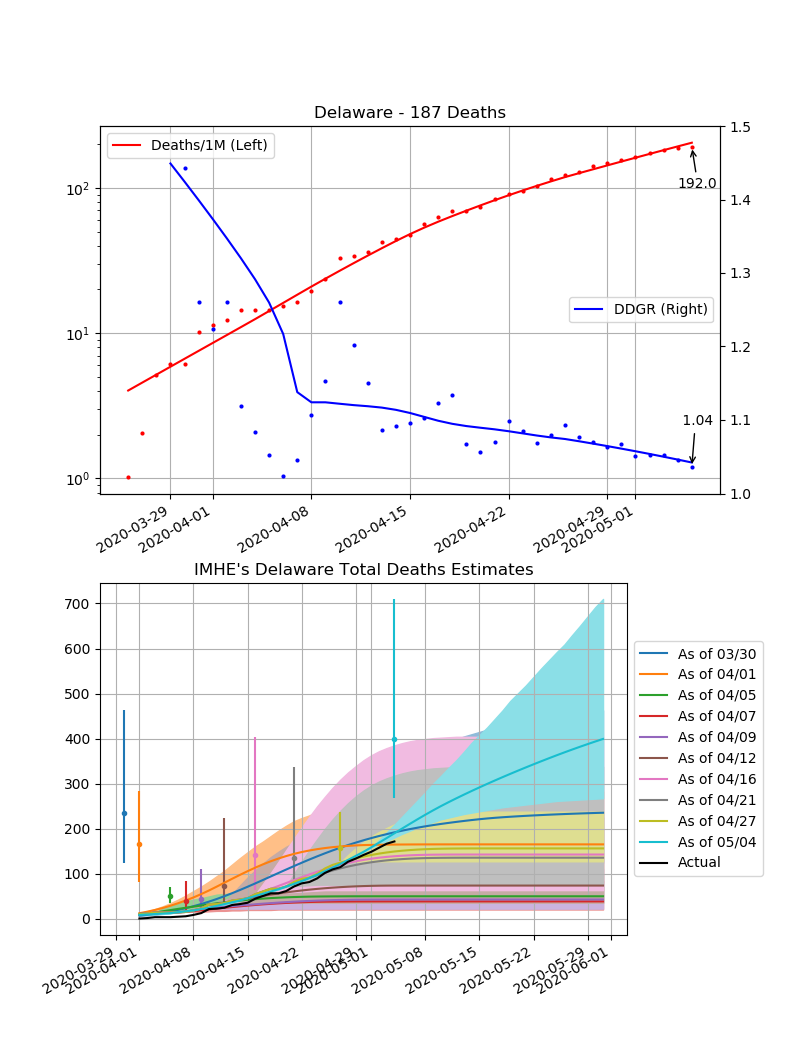 Delaware - 187 Deaths
Deaths/1M (Left)
DDGR (Right)
192.0
1.04
10²
10¹
10⁰
1.5
1.4
1.3
1.2
1.1
1.0
2020-03-29
2020-04-01
2020-04-08
2020-04-15
2020-04-22
2020-04-29
2020-05-01
IMHE's Delaware Total Deaths Estimates
700
600
500
400
300
200
100
0
2020-03-29
2020-04-01
2020-04-08
2020-04-15
2020-04-22
2020-04-29
2020-05-01
2020-05-08
2020-05-15
2020-05-22
2020-05-29
2020-06-01
As of 03/30
As of 04/01
As of 04/05
As of 04/07
As of 04/09
As of 04/12
As of 04/16
As of 04/21
As of 04/27
As of 05/04
Actual